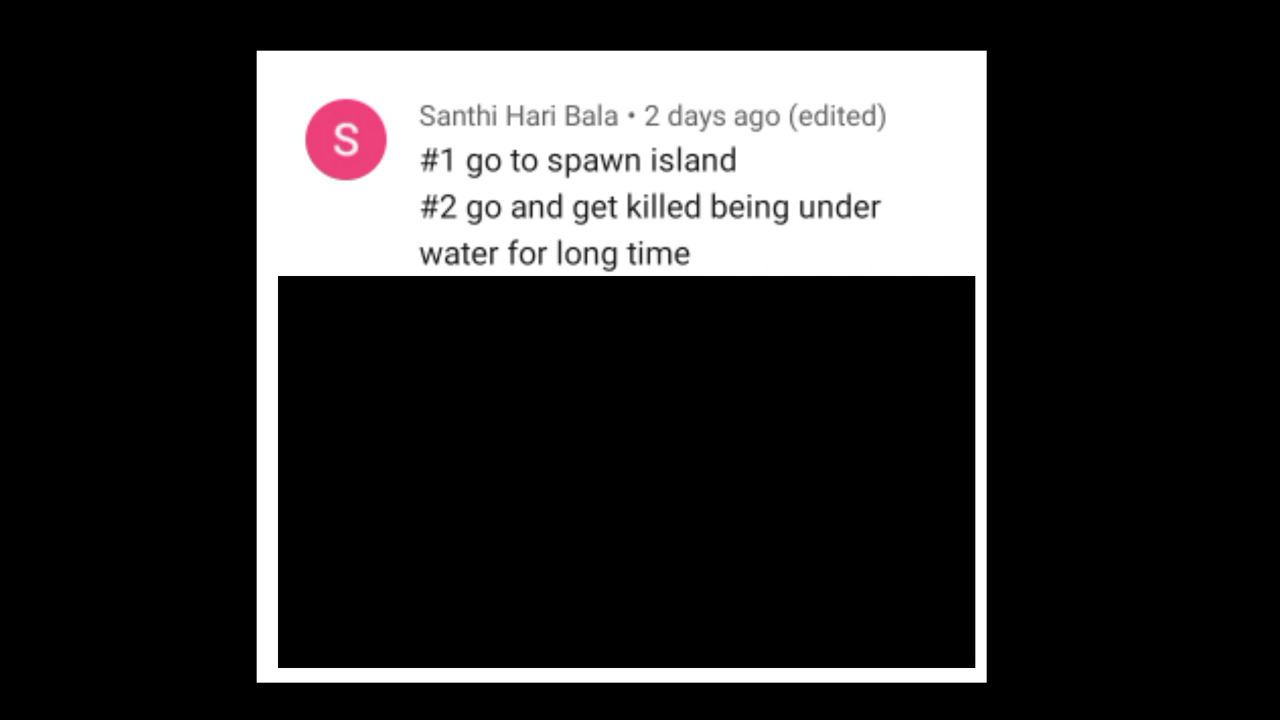 S
Santhi Hari Bala • 2 days ago (edited)
#1 go to spawn island
#2 go and get killed being under
water for long time